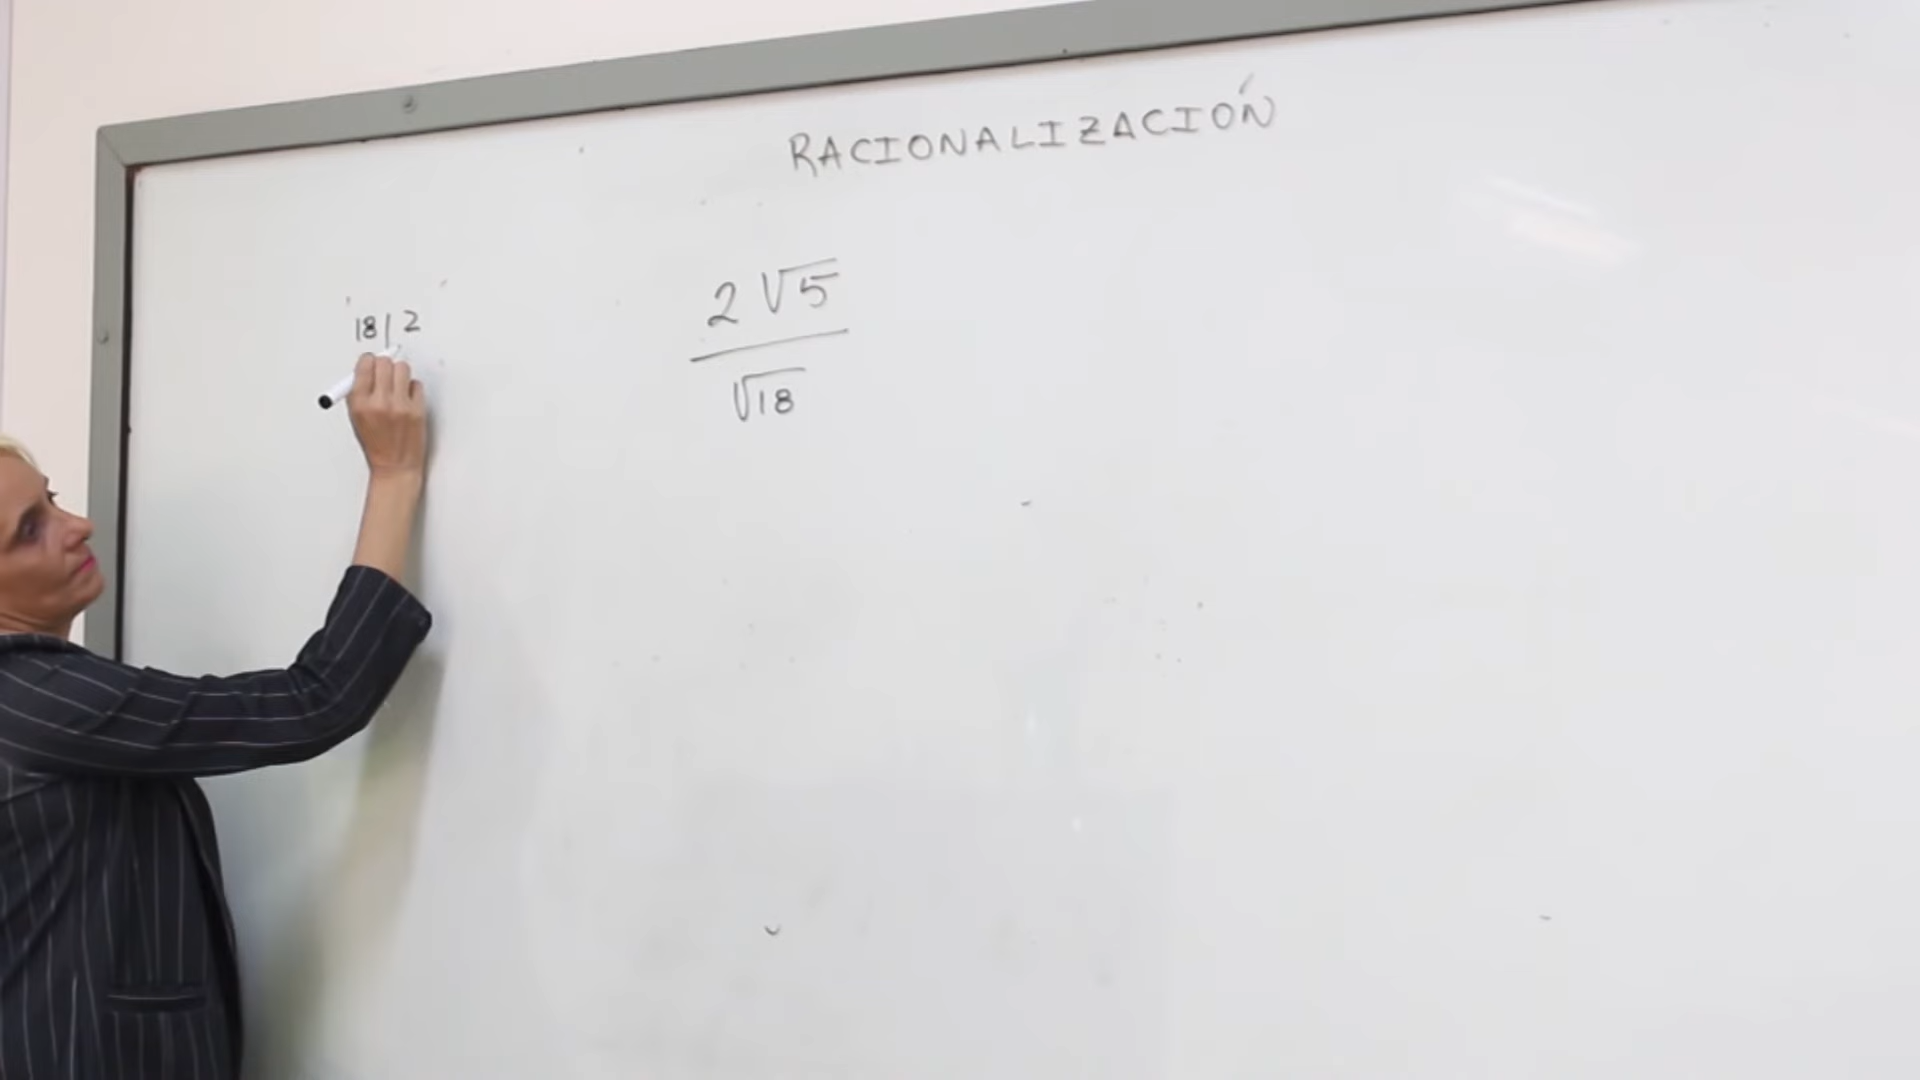 RACIONALIZACIÓN
18 | 2
2 √5
√18